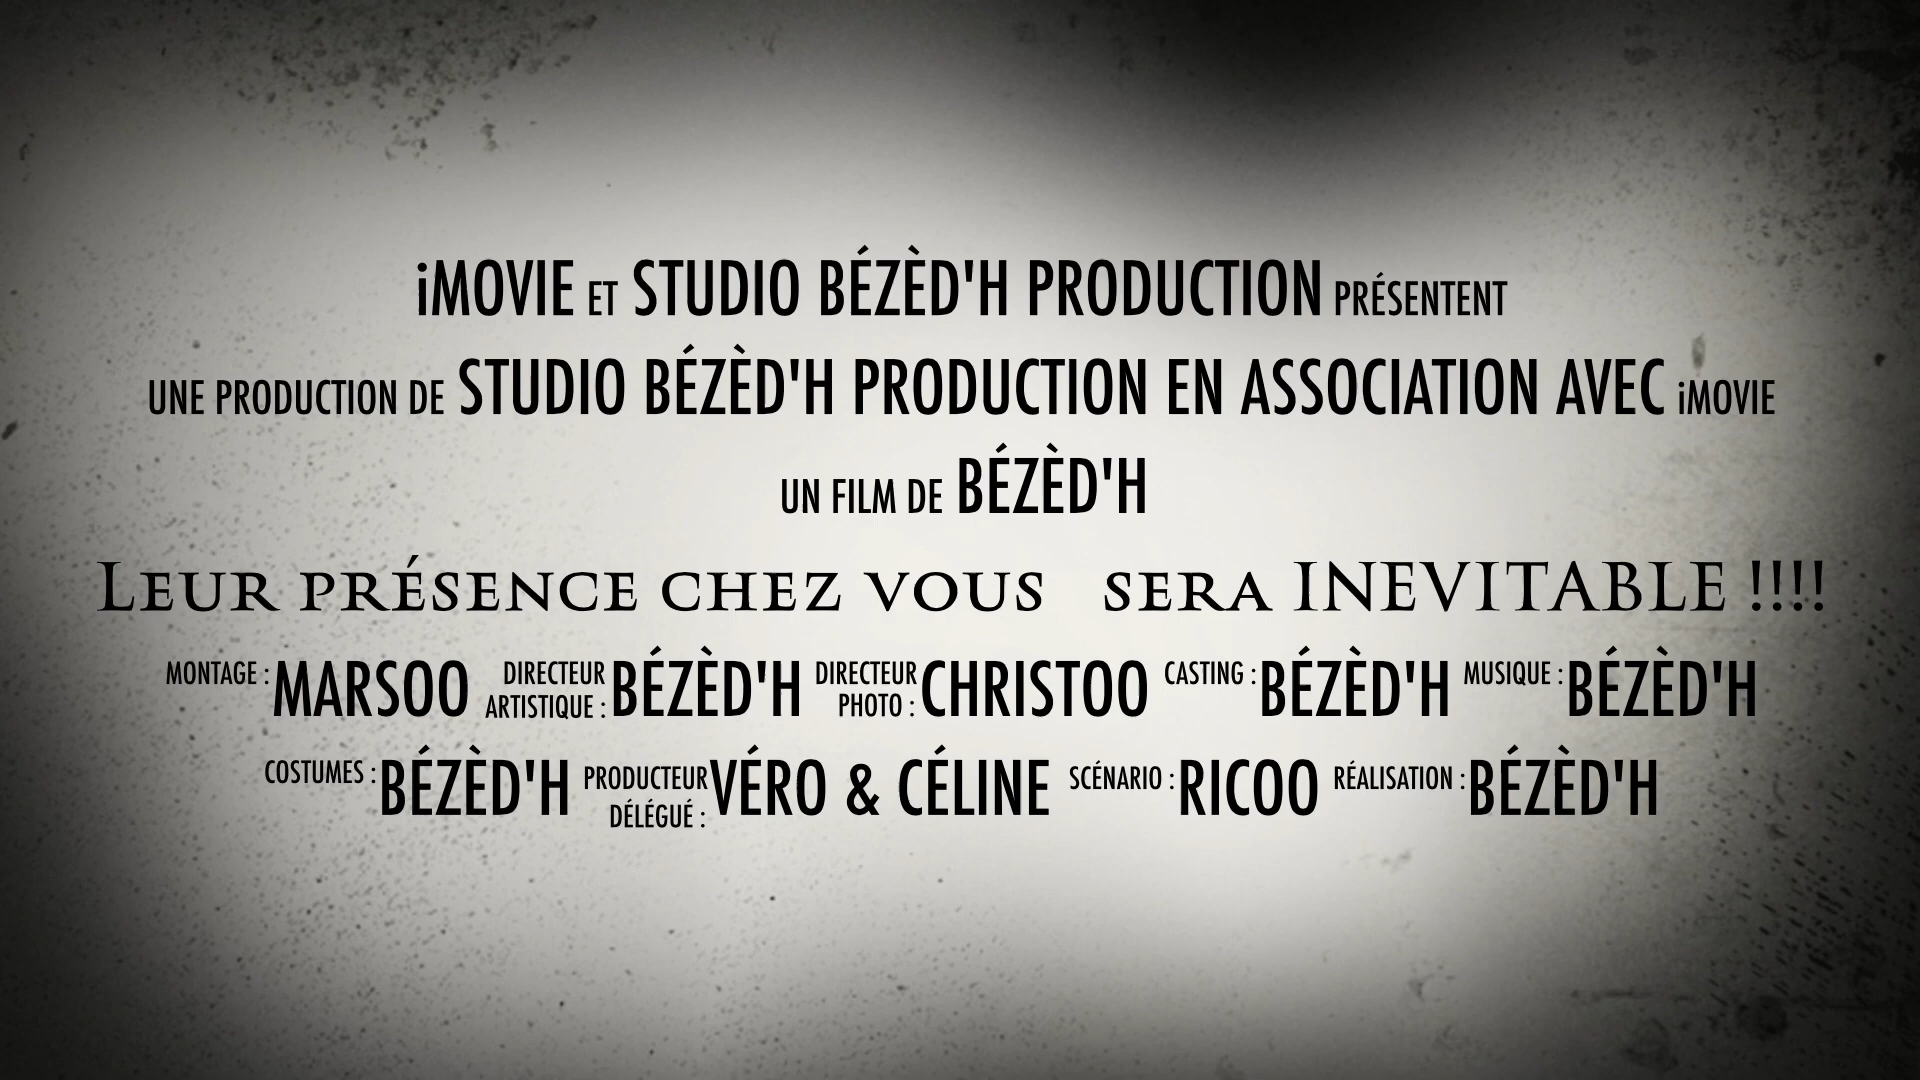 iMOVIE ET STUDIO BÉZÈD'H PRODUCTION PRÉSENTENT
UNE PRODUCTION DE STUDIO BÉZÈD'H PRODUCTION EN ASSOCIATION AVEC iMOVIE
UN FILM DE BÉZÈD'H
LEUR PRÉSENCE CHEZ VOUS SERA INEVITABLE !!!!
MONTAGE : MARSOO DIRECTEUR ARTISTIQUE : BÉZÈD'H DIRECTEUR PHOTO : CHRISTOO CASTING : BÉZÈD'H MUSIQUE : BÉZÈD'H
COSTUMES : BÉZÈD'H PRODUCTEUR DÉLÉGUÉ : VÉRO & CÉLINE SCÉNARIO : RICOO RÉALISATION : BÉZÈD'H